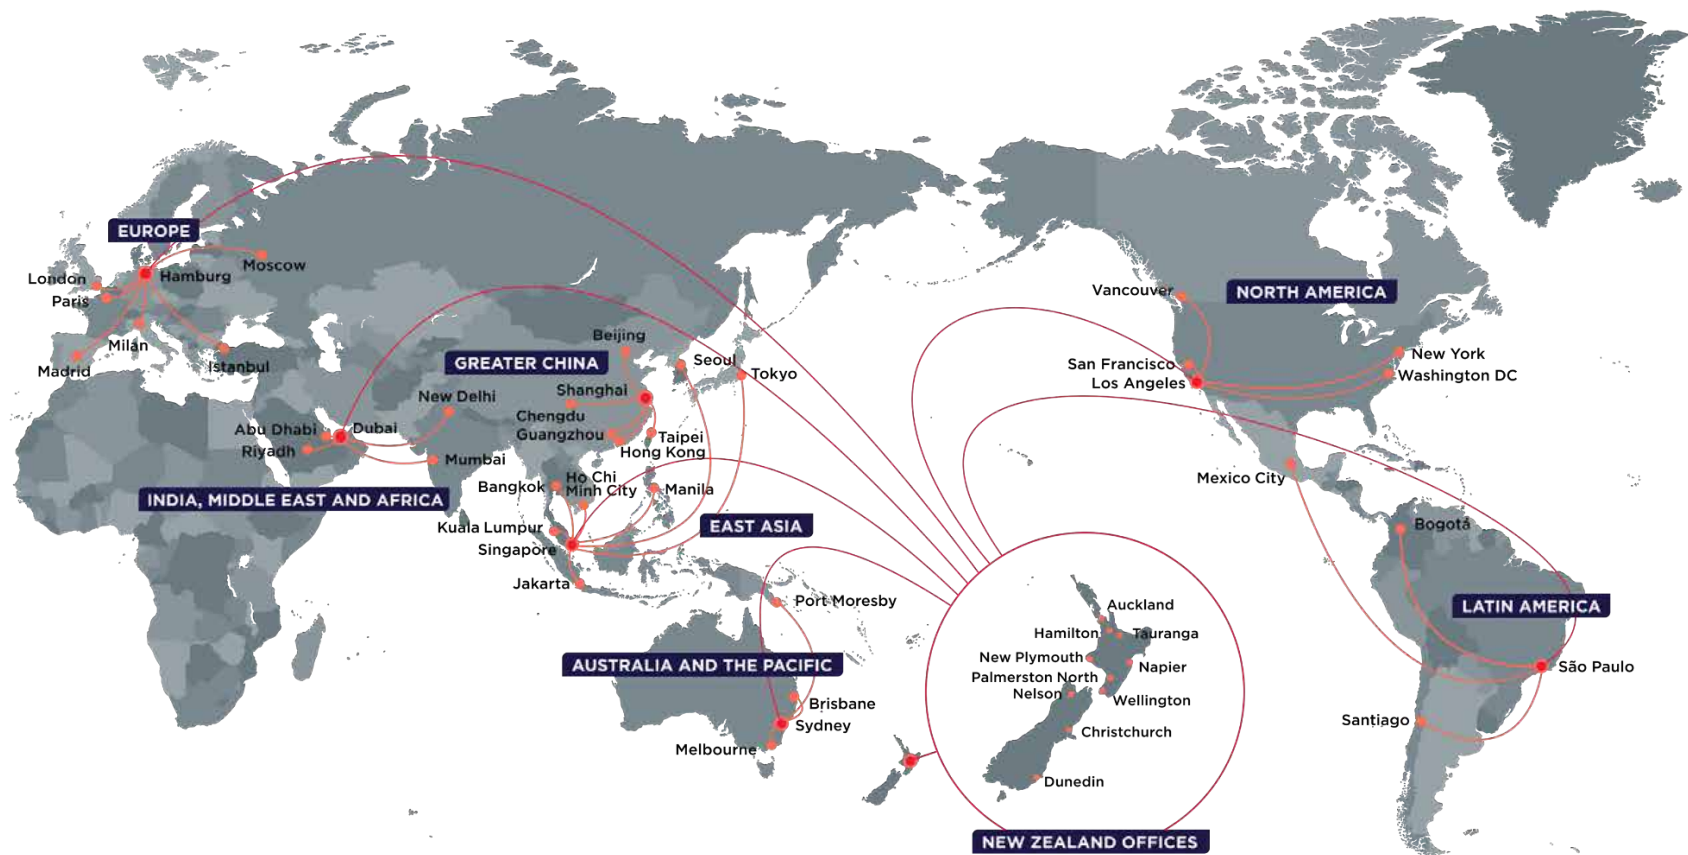 EUROPE
London
Paris
Hamburg
Moscow
Milan
Madrid
Istanbul
GREATER CHINA
Beijing
Shanghai
Chengdu
Guangzhou
Taipei
Hong Kong
Seoul
Tokyo
New Delhi
Abu Dhabi
Dubai
Riyadh
Mumbai
INDIA, MIDDLE EAST AND AFRICA
Bangkok
Ho Chi
Minh City
Manila
Kuala Lumpur
Singapore
EAST ASIA
Jakarta
Port Moresby
AUSTRALIA AND THE PACIFIC
Brisbane
Sydney
Melbourne
Auckland
Hamilton
Tauranga
New Plymouth
Napier
Palmerston North
Nelson
Wellington
Christchurch
Dunedin
NEW ZEALAND OFFICES
NORTH AMERICA
Vancouver
San Francisco
Los Angeles
New York
Washington DC
Mexico City
Bogotá
LATIN AMERICA
São Paulo
Santiago